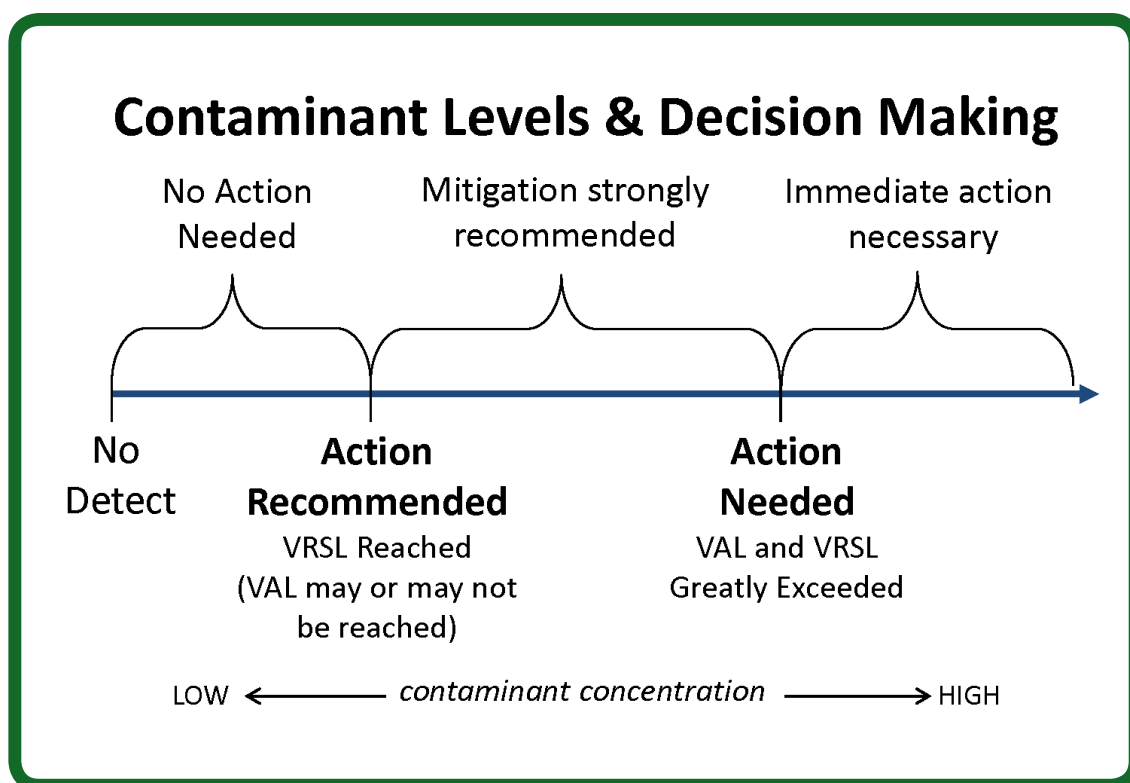 Contaminant Levels & Decision Making
No Action
Needed
Mitigation strongly
recommended
Immediate action
necessary
No
Detect
Action
Recommended
VRSL Reached
(VAL may or may not
be reached)
Action
Needed
VAL and VRSL
Greatly Exceeded
LOW
contaminant concentration
HIGH